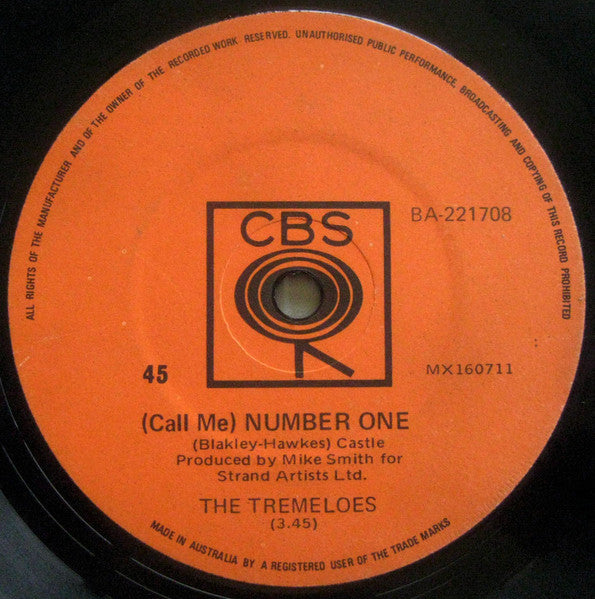 ALL RIGHTS OF THE MANUFACTURER AND OF THE OWNER OF THE RECORDED WORK RESERVED. UNAUTHORISED PUBLIC PERFORMANCE, BROADCASTING AND COPYING OF THIS RECORD PROHIBITED
CBS
BA-221708
45
MX160711
(Call Me) NUMBER ONE
(Blakley-Hawkes) Castle
Produced by Mike Smith for
Strand Artists Ltd.
THE TREMELOES
(3.45)
MADE IN AUSTRALIA BY A REGISTERED USER OF THE TRADE MARKS